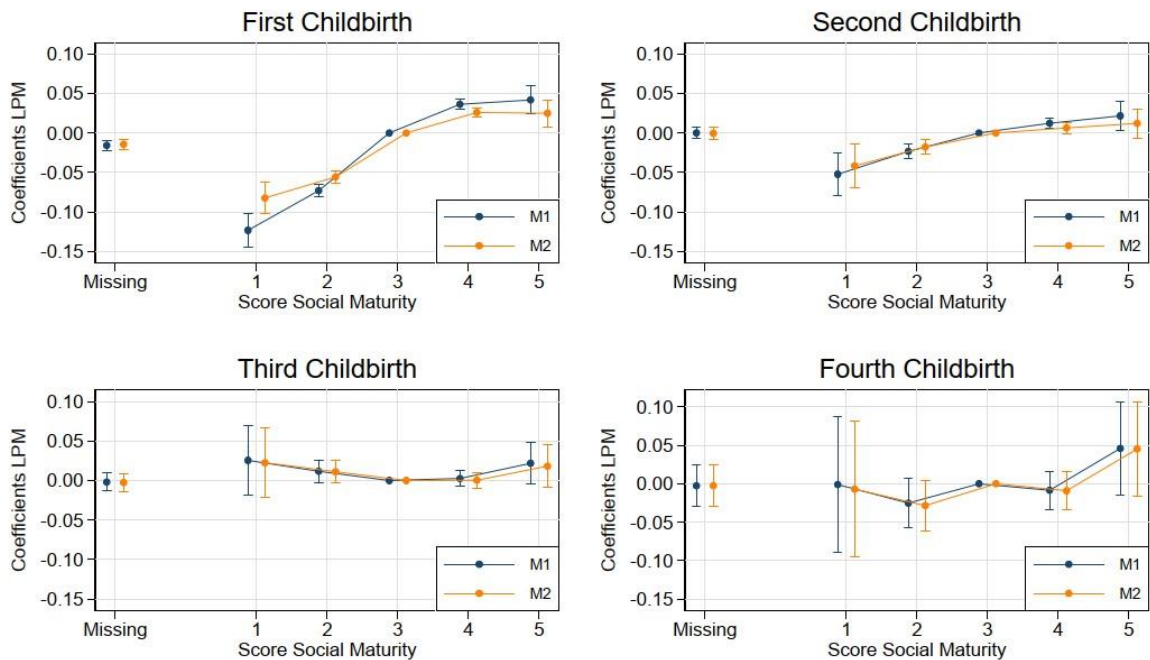 First Childbirth
Coefficients LPM
0.10
0.05
0.00
-0.05
-0.10
-0.15
M1
M2
Missing 1 2 3 4 5
Score Social Maturity
Second Childbirth
Coefficients LPM
0.10
0.05
0.00
-0.05
-0.10
-0.15
M1
M2
Missing 1 2 3 4 5
Score Social Maturity
Third Childbirth
Coefficients LPM
0.10
0.05
0.00
-0.05
-0.10
-0.15
M1
M2
Missing 1 2 3 4 5
Score Social Maturity
Fourth Childbirth
Coefficients LPM
0.10
0.05
0.00
-0.05
-0.10
-0.15
M1
M2
Missing 1 2 3 4 5
Score Social Maturity